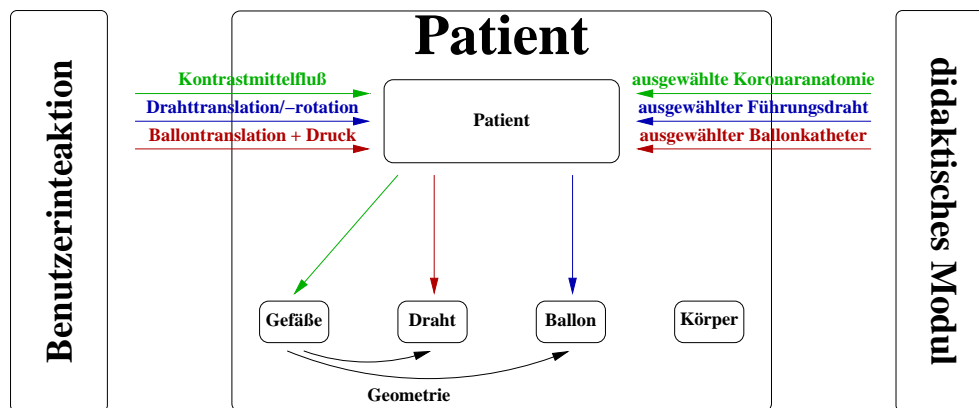 Patient
Benutzerinteaktion
Kontrastmittelfluß
Drahttranslation/−rotation
Ballontranslation + Druck
Patient
ausgewählte Koronaranatomie
ausgewählter Führungsdraht
ausgewählter Ballonkatheter
didaktisches Modul
Gefäße
Draht
Ballon
Körper
Geometrie